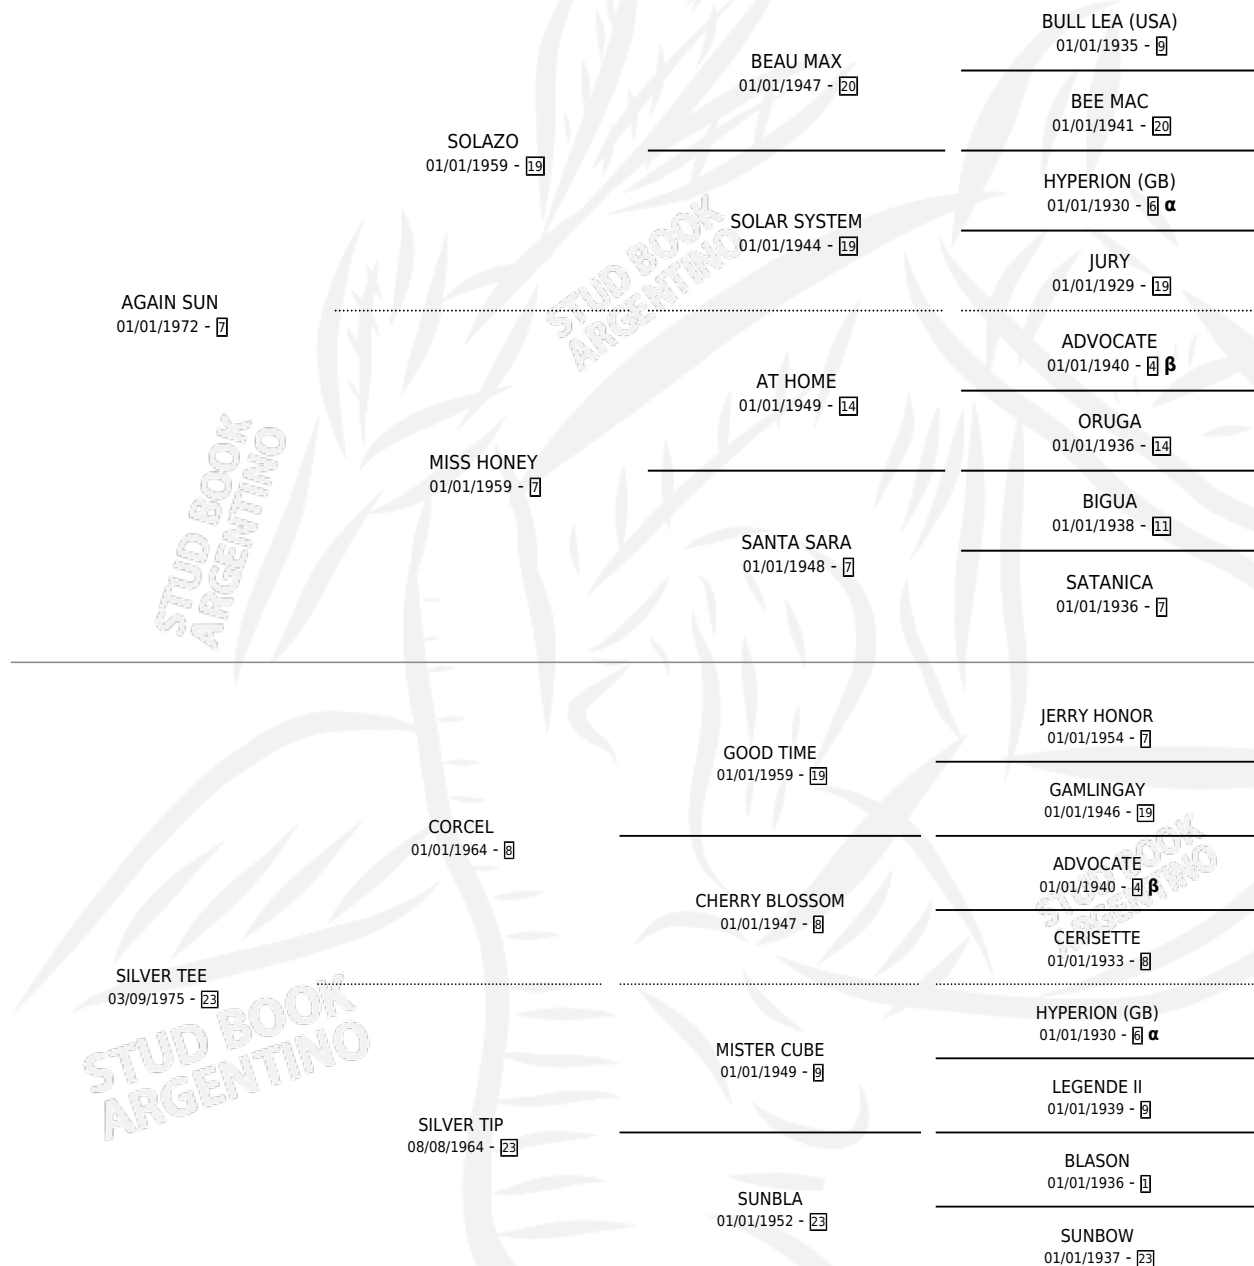 BULL LEA (USA)
01/01/1935 - 9
BEAU MAX
01/01/1947 - 20
BEE MAC
01/01/1941 - 20
SOLAZO
01/01/1959 - 19
HYPERION (GB)
01/01/1930 - 6 α
SOLAR SYSTEM
01/01/1944 - 19
JURY
01/01/1929 - 19
AGAIN SUN
01/01/1972 - 7
ADVOCATE
01/01/1940 - 4 β
AT HOME
01/01/1949 - 14
ORUGA
01/01/1936 - 14
MISS HONEY
01/01/1959 - 7
BIGUA
01/01/1938 - 11
SANTA SARA
01/01/1948 - 7
SATANICA
01/01/1936 - 7
JERRY HONOR
01/01/1954 - 7
GOOD TIME
01/01/1959 - 19
GAMLINGAY
01/01/1946 - 19
CORCEL
01/01/1964 - 8
ADVOCATE
01/01/1940 - 4 β
CHERRY BLOSSOM
01/01/1947 - 8
CERISETTE
01/01/1933 - 8
SILVER TEE
03/09/1975 - 23
HYPERION (GB)
01/01/1930 - 6 α
MISTER CUBE
01/01/1949 - 9
LEGENDE II
01/01/1939 - 9
SILVER TIP
08/08/1964 - 23
BLASON
01/01/1936 - 1
SUNBLA
01/01/1952 - 23
SUNBOW
01/01/1937 - 23
STUD BOOK
ARGENTINO
STUD BOOK
ARGENTINO
STUD BOOK
ARGENTINO
STUD BOOK
ARGENTINO